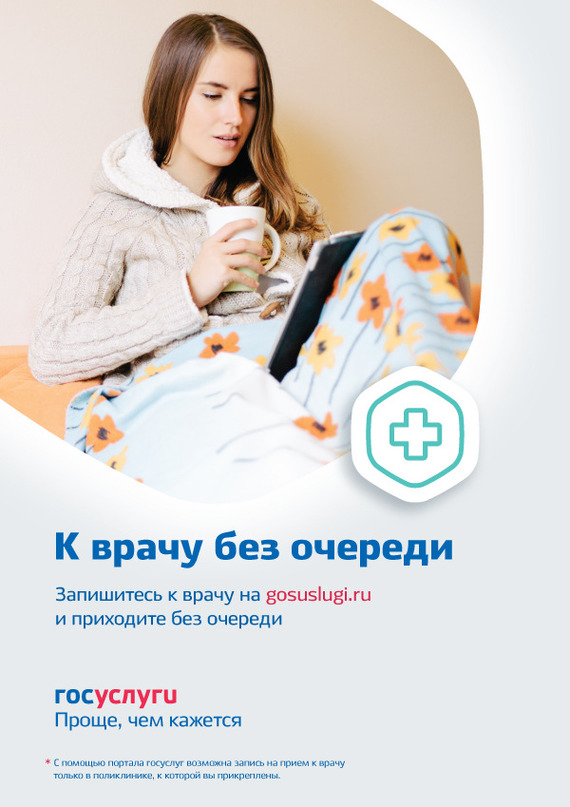 К врачу без очереди
Запишитесь к врачу на gosuslugi.ru
и приходите без очереди
госуслуги
Проще, чем кажется
* С помощью портала госуслуг возможна запись на прием к врачу
только в поликлинике, к которой вы прикреплены.